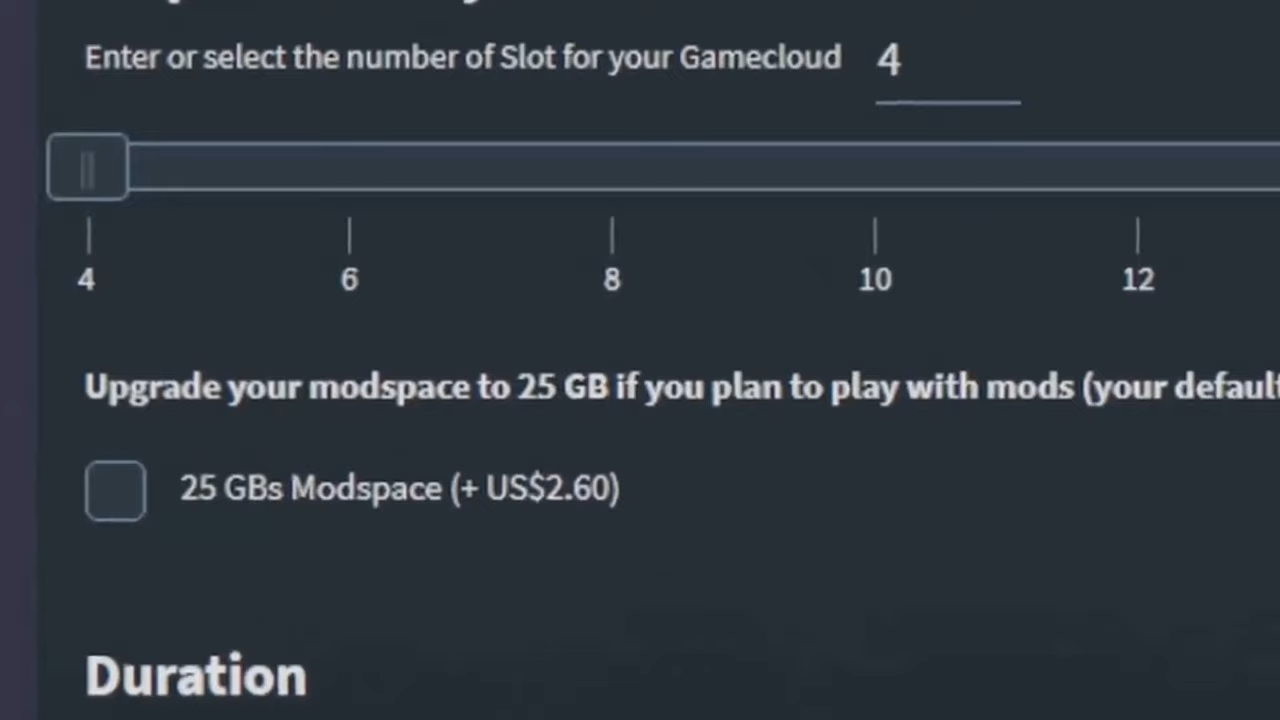 Enter or select the number of Slot for your Gamecloud 4
4 6 8 10 12
Upgrade your modspace to 25 GB if you plan to play with mods (your default
25 GBs Modspace (+ US$2.60)
Duration